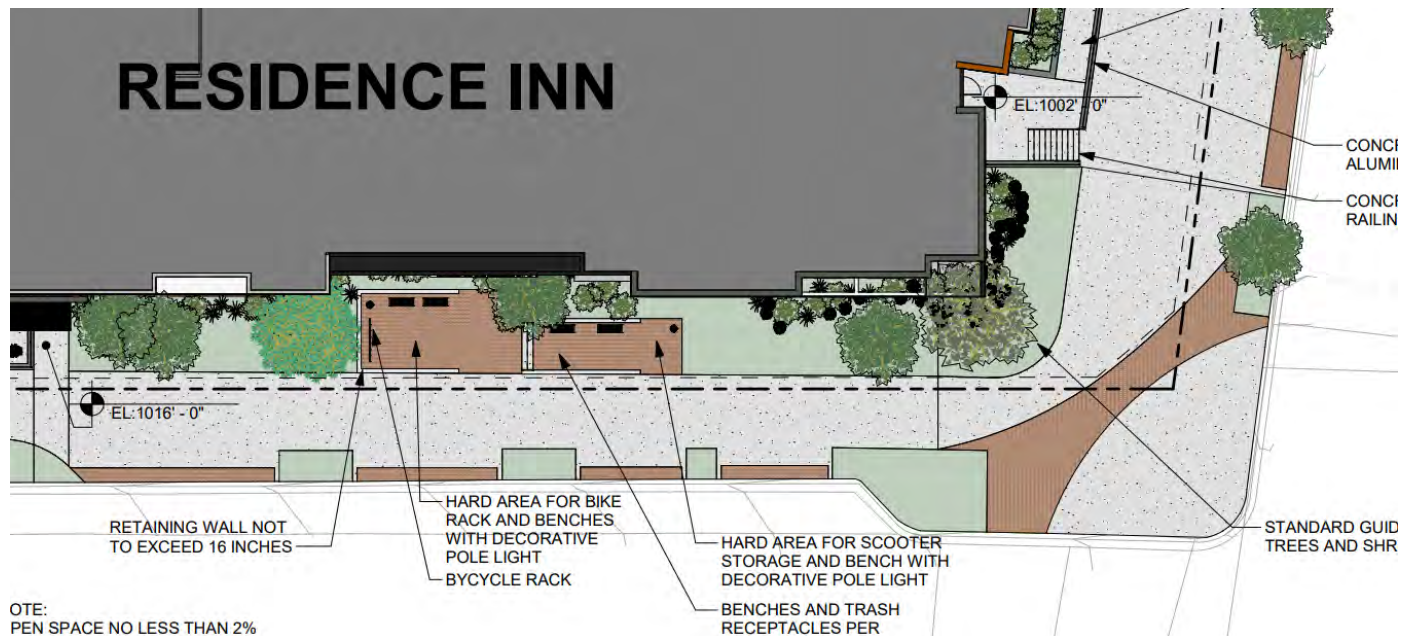 RESIDENCE INN
EL:1002' - 0"
CONCR
ALUMI
CONCR
RAILIN
EL:1016' - 0"
RETAINING WALL NOT
TO EXCEED 16 INCHES
HARD AREA FOR BIKE
RACK AND BENCHES
WITH DECORATIVE
POLE LIGHT
BYCYCLE RACK
HARD AREA FOR SCOOTER
STORAGE AND BENCH WITH
DECORATIVE POLE LIGHT
BENCHES AND TRASH
RECEPTACLES PER
STANDARD GUID
TREES AND SHR
OTE:
PEN SPACE NO LESS THAN 2%